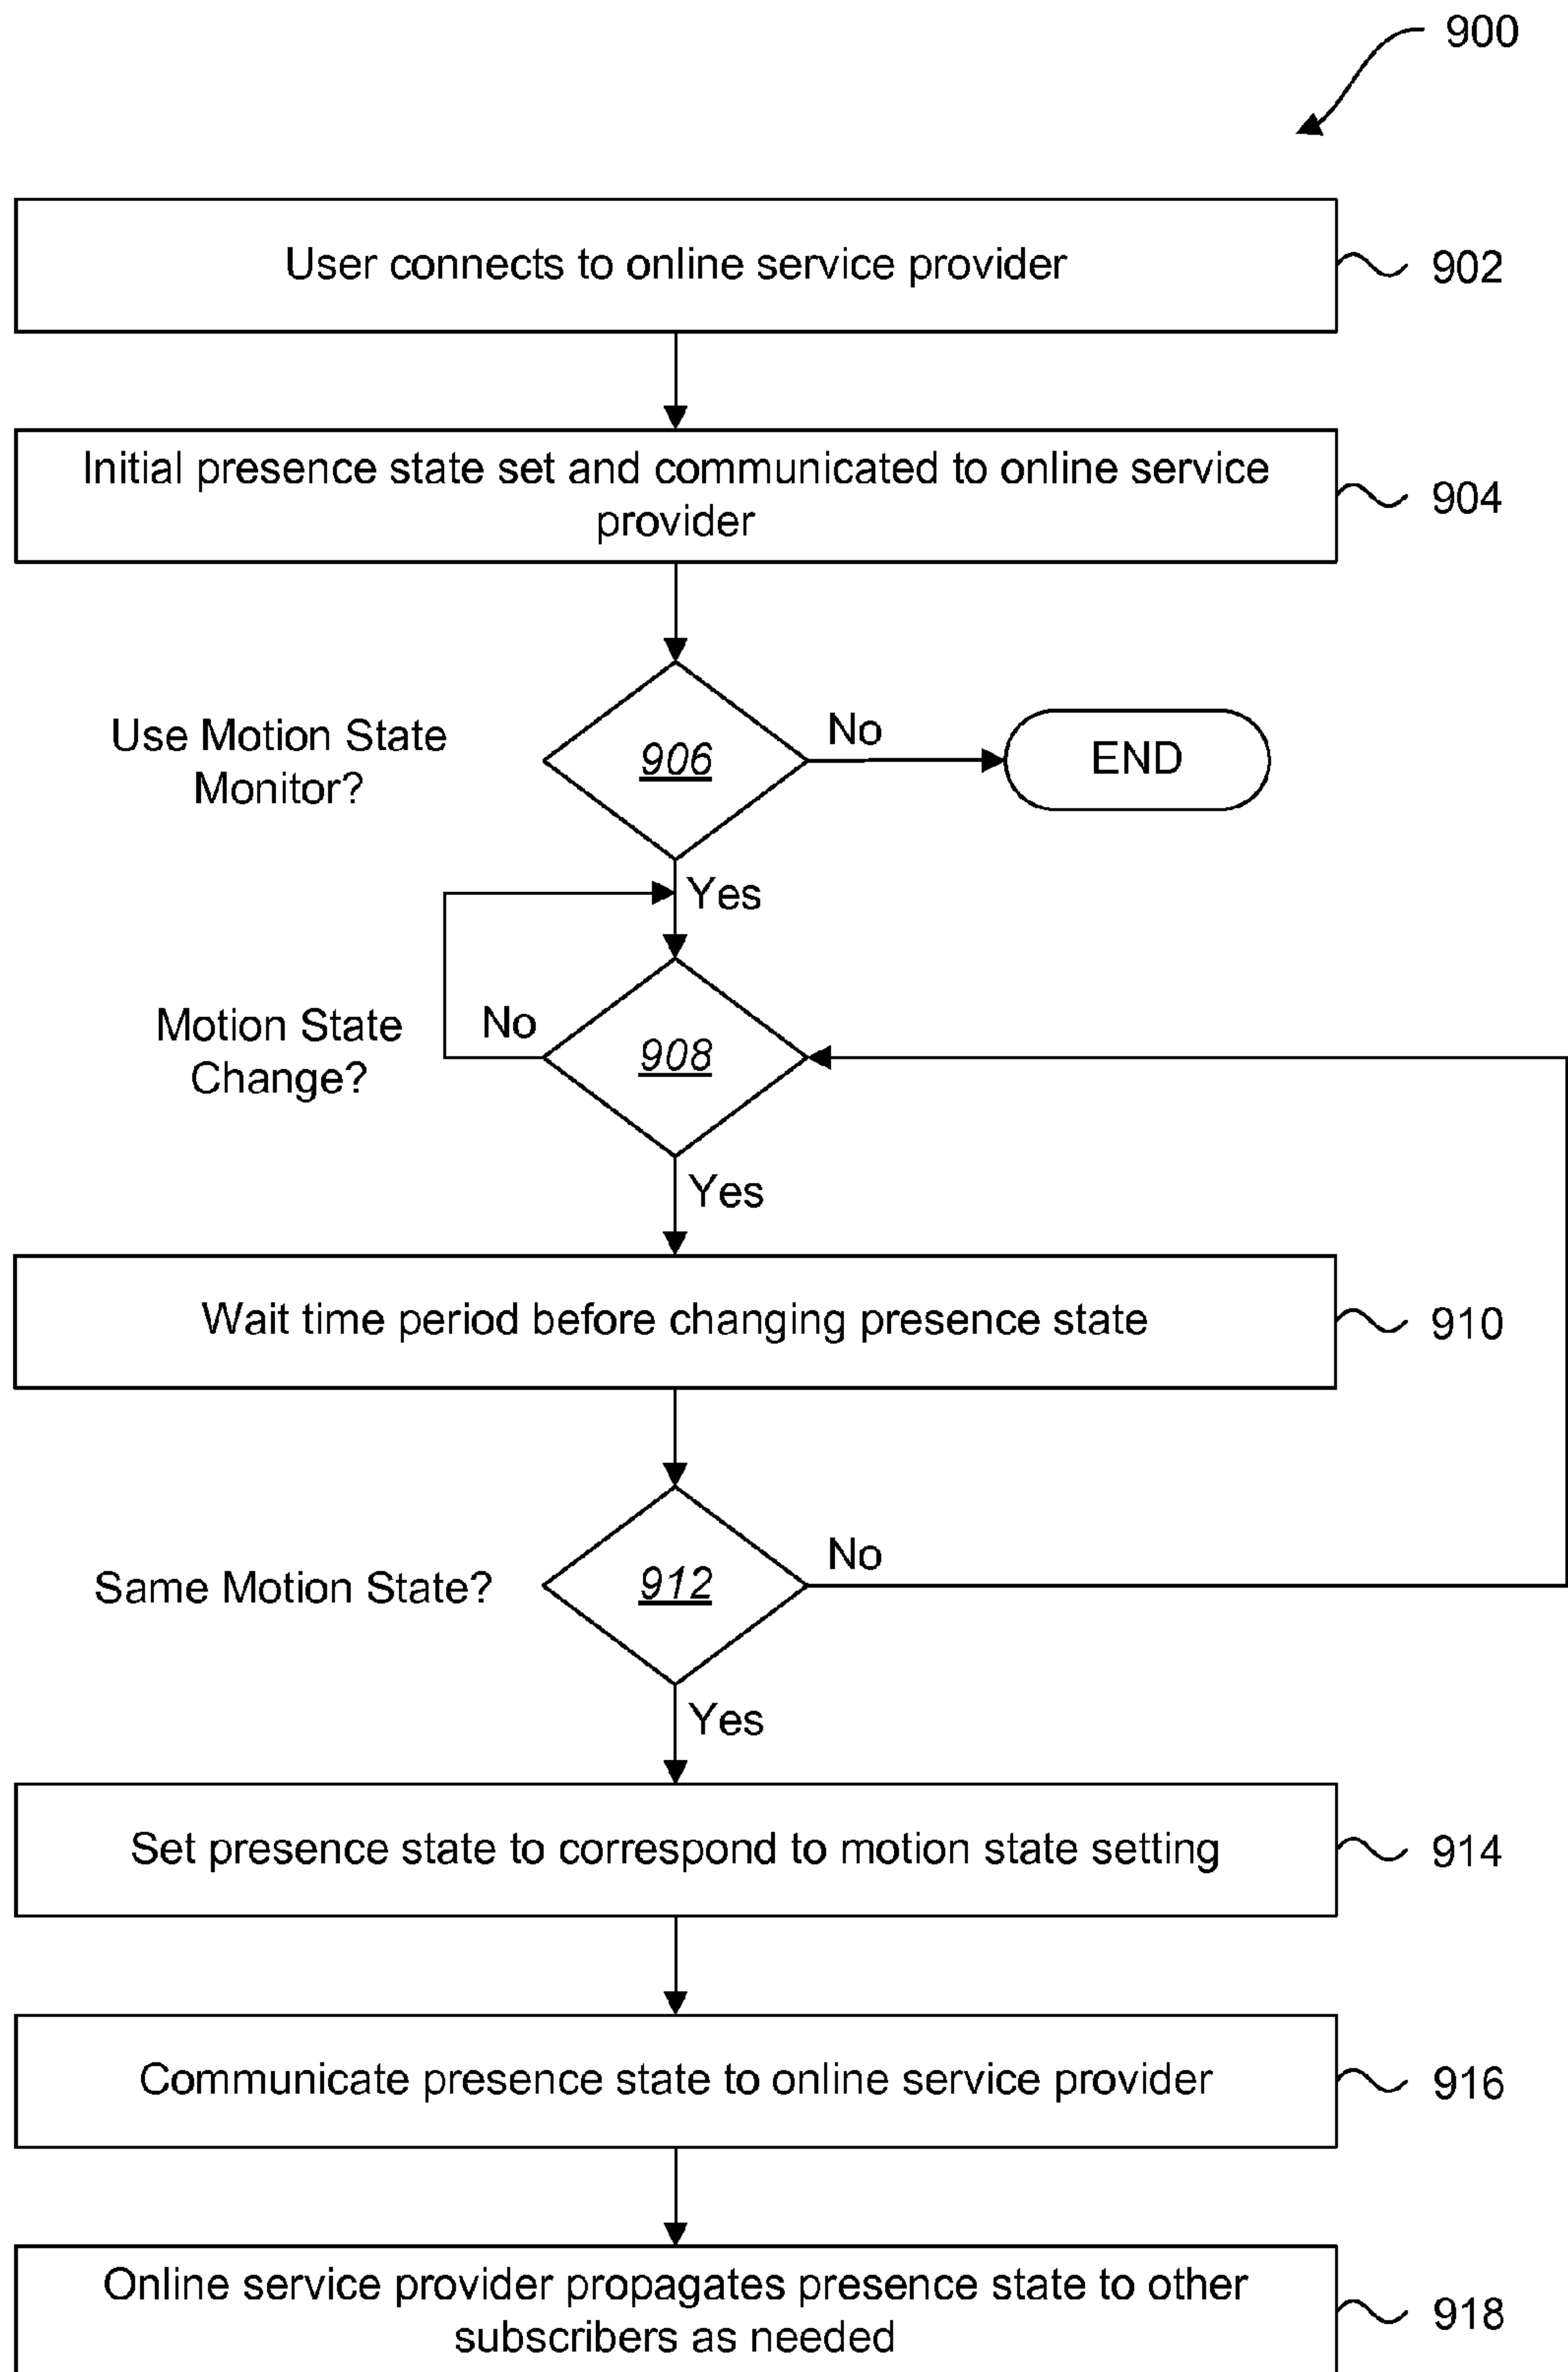 900
User connects to online service provider
902
Initial presence state set and communicated to online service
provider
904
Use Motion State
Monitor?
906
No
END
Yes
Motion State
Change?
No
908
Yes
Wait time period before changing presence state
910
Same Motion State?
912
No
Yes
Set presence state to correspond to motion state setting
914
Communicate presence state to online service provider
916
Online service provider propagates presence state to other
subscribers as needed
918